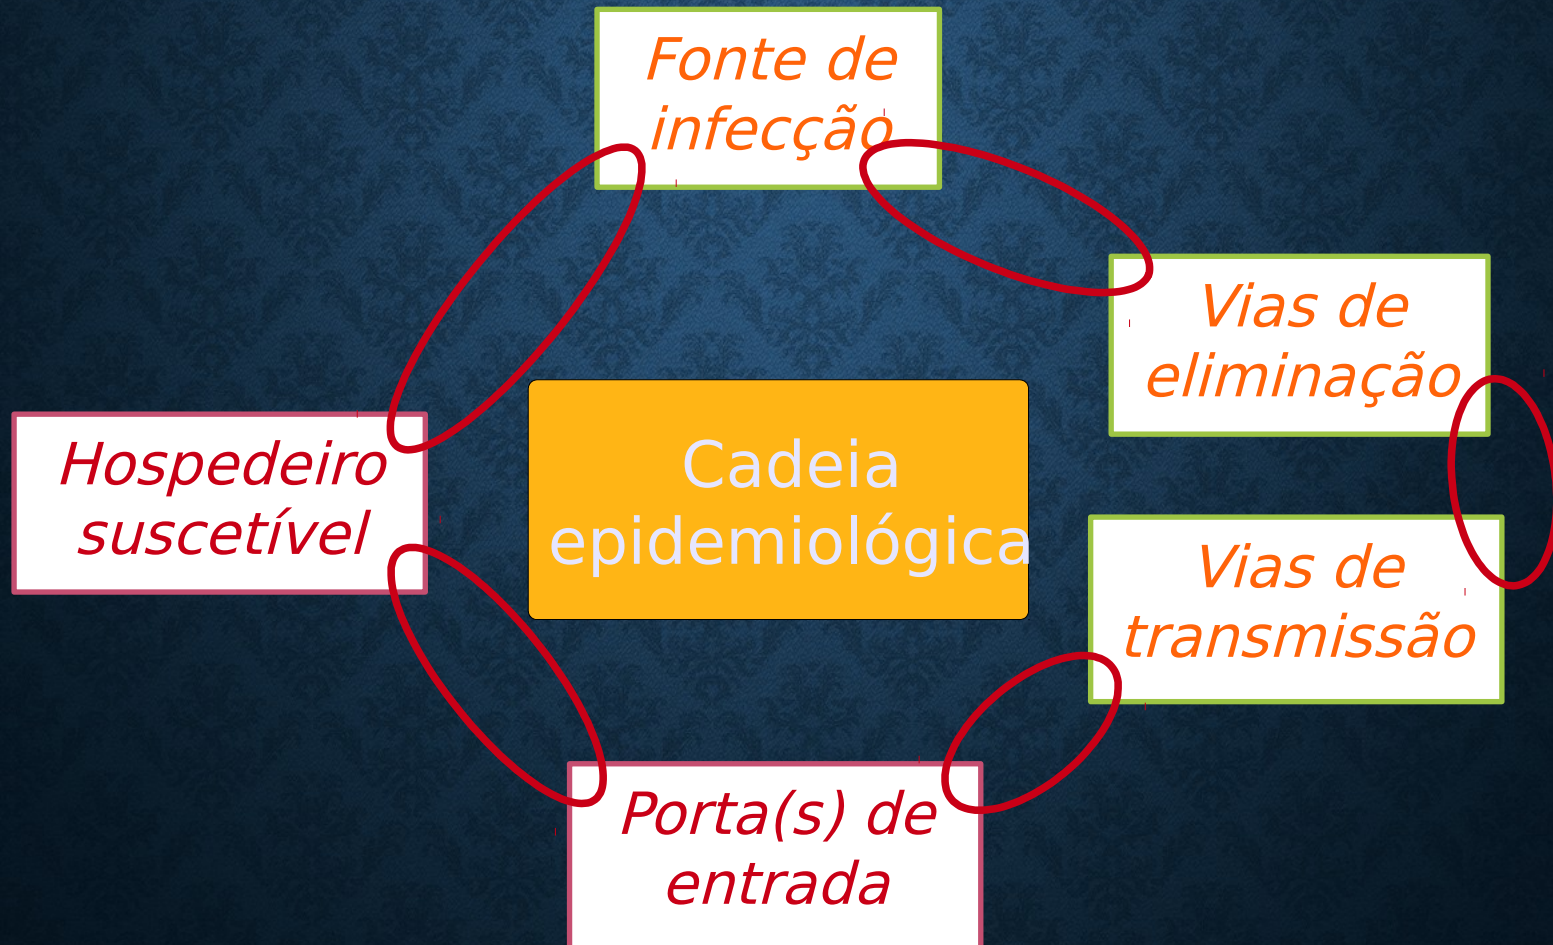 Fonte de
infecção
Vias de
eliminação
Hospedeiro
suscetível
Cadeia
epidemiológica
Vias de
transmissão
Porta(s) de
entrada